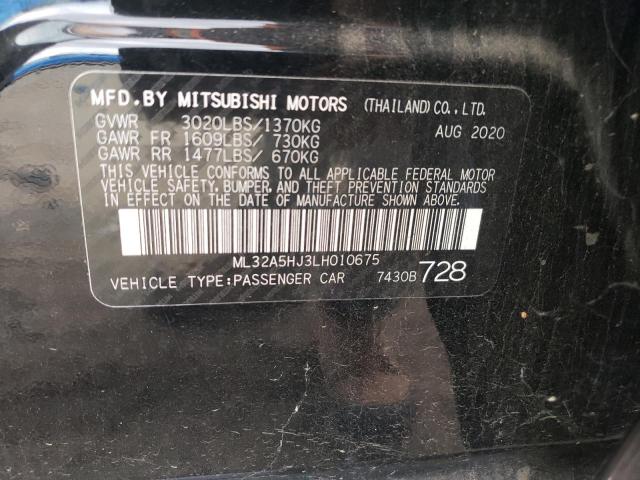 MFD.BY MITSUBISHI MOTORS (THAILAND)CO.,LTD.
GVWR 3020LBS/1370KG AUG 2020
GAWR FR 1609LBS/ 730KG
GAWR RR 1477LBS/ 670KG
THIS VEHICLE CONFORMS TO ALL APPLICABLE FEDERAL MOTOR
VEHICLE SAFETY, BUMPER, AND THEFT PREVENTION STANDARDS
IN EFFECT ON THE DATE OF MANUFACTURE SHOWN ABOVE.
ML32A5HJ3LH010675
VEHICLE TYPE:PASSENGER CAR 7430B 728